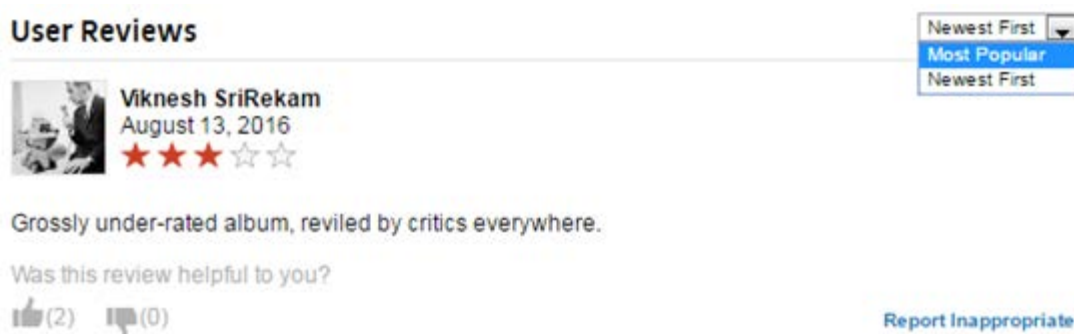 User Reviews
Newest First
Most Popular
Newest First
Viknesh SriRekam
August 13, 2016
Grossly under-rated album, reviled by critics everywhere.
Was this review helpful to you?
(2) (0)
Report Inappropriate